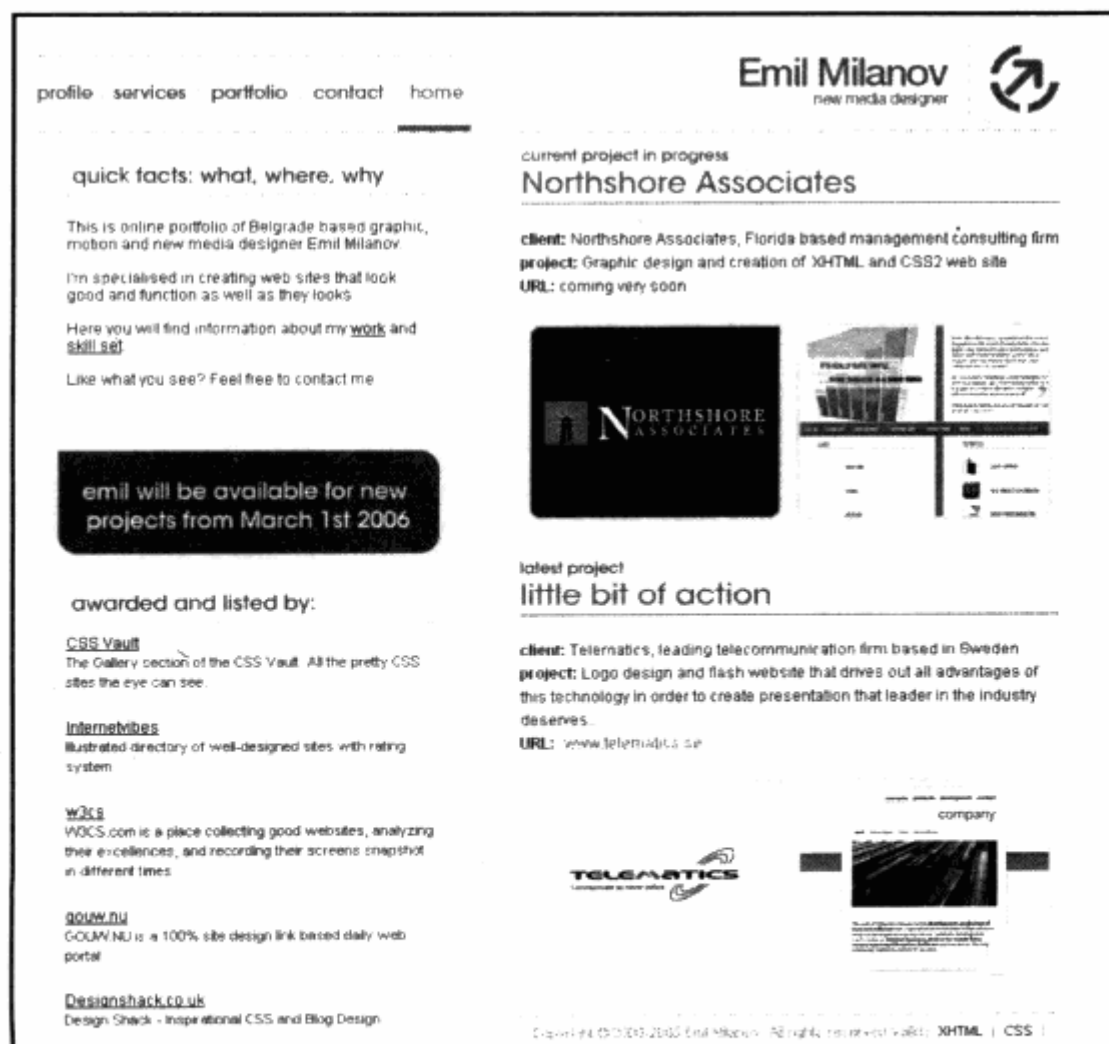 profile services portfolio contact home
Emil Milanov
new media designer
quick facts: what, where, why
This is online portfolio of Belgrade based graphic,
motion and new media designer Emil Milanov.
I'm specialised in creating web sites that look
good and function as well as they looks
Here you will find information about my work and
skill set
Like what you see? Feel free to contact me
emil will be available for new
projects from March 1st 2006
awarded and listed by:
CSS Vault
The Gallery section of the CSS Vault. All the pretty CSS
sites the eye can see.
Internetvibes
Illustrated directory of well-designed sites with rating
system
w3cs
W3CS.com is a place collecting good websites, analyzing
their excellences, and recording their screens snapshot
in different times
gouw.nu
GOUW.NU is a 100% site design link based daily web
portal
Designshack.co.uk
Design Shack - Inspirational CSS and Blog Design
current project in progress
Northshore Associates
client: Northshore Associates, Florida based management consulting firm
project: Graphic design and creation of XHTML and CSS2 web site
URL: coming very soon
NORTHSHORE
ASSOCIATES
latest project
little bit of action
client: Telematics, leading telecommunication firm based in Sweden
project: Logo design and flash website that drives out all advantages of
this technology in order to create presentation that leader in the industry
deserves.
URL: www.telematics.se
TELEMATICS
company
Copyright © 2003-2005 Emil Milanov. All rights reserved XHTML | CSS |